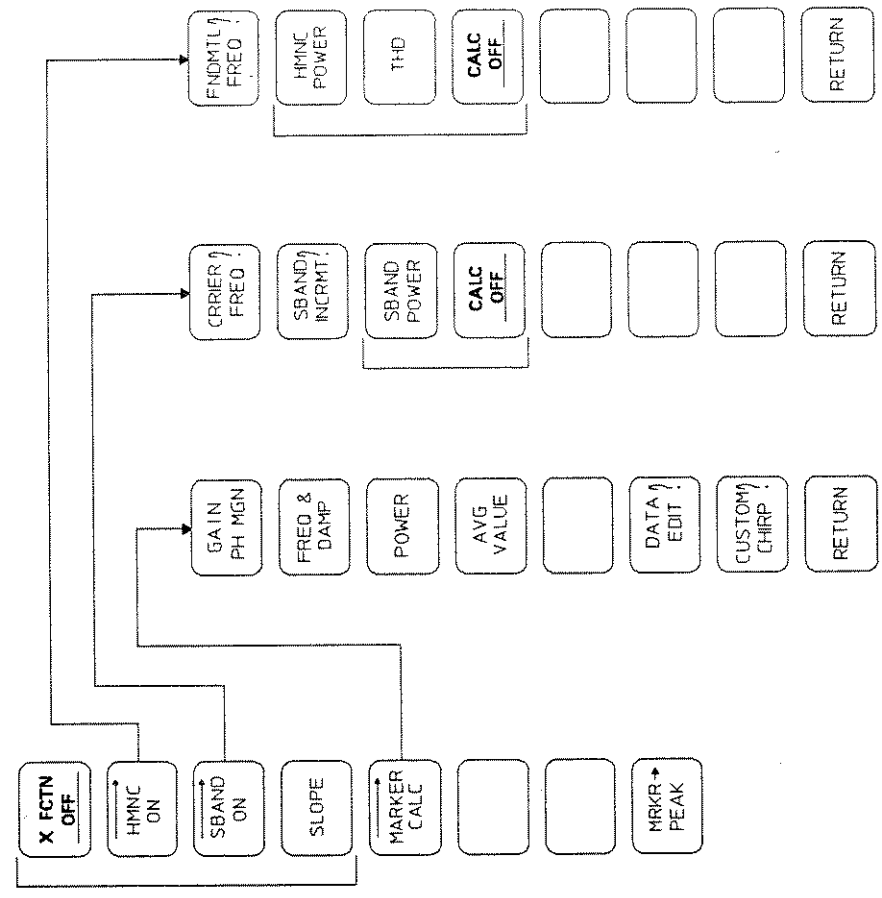 X FCTN
OFF
HMNC
ON
SBAND
ON
SLOPE
MARKER
CALC
MRKR→
PEAK
GAIN
PH MGN
FREQ &
DAMP
POWER
AVG
VALUE
DATA ?
EDIT
CUSTOM ?
CHIRP
RETURN
CRRIER ?
FREQ
SBAND ?
INCRMT
SBAND
POWER
CALC
OFF
RETURN
FNDMTL ?
FREQ
HMNC
POWER
THD
CALC
OFF
RETURN